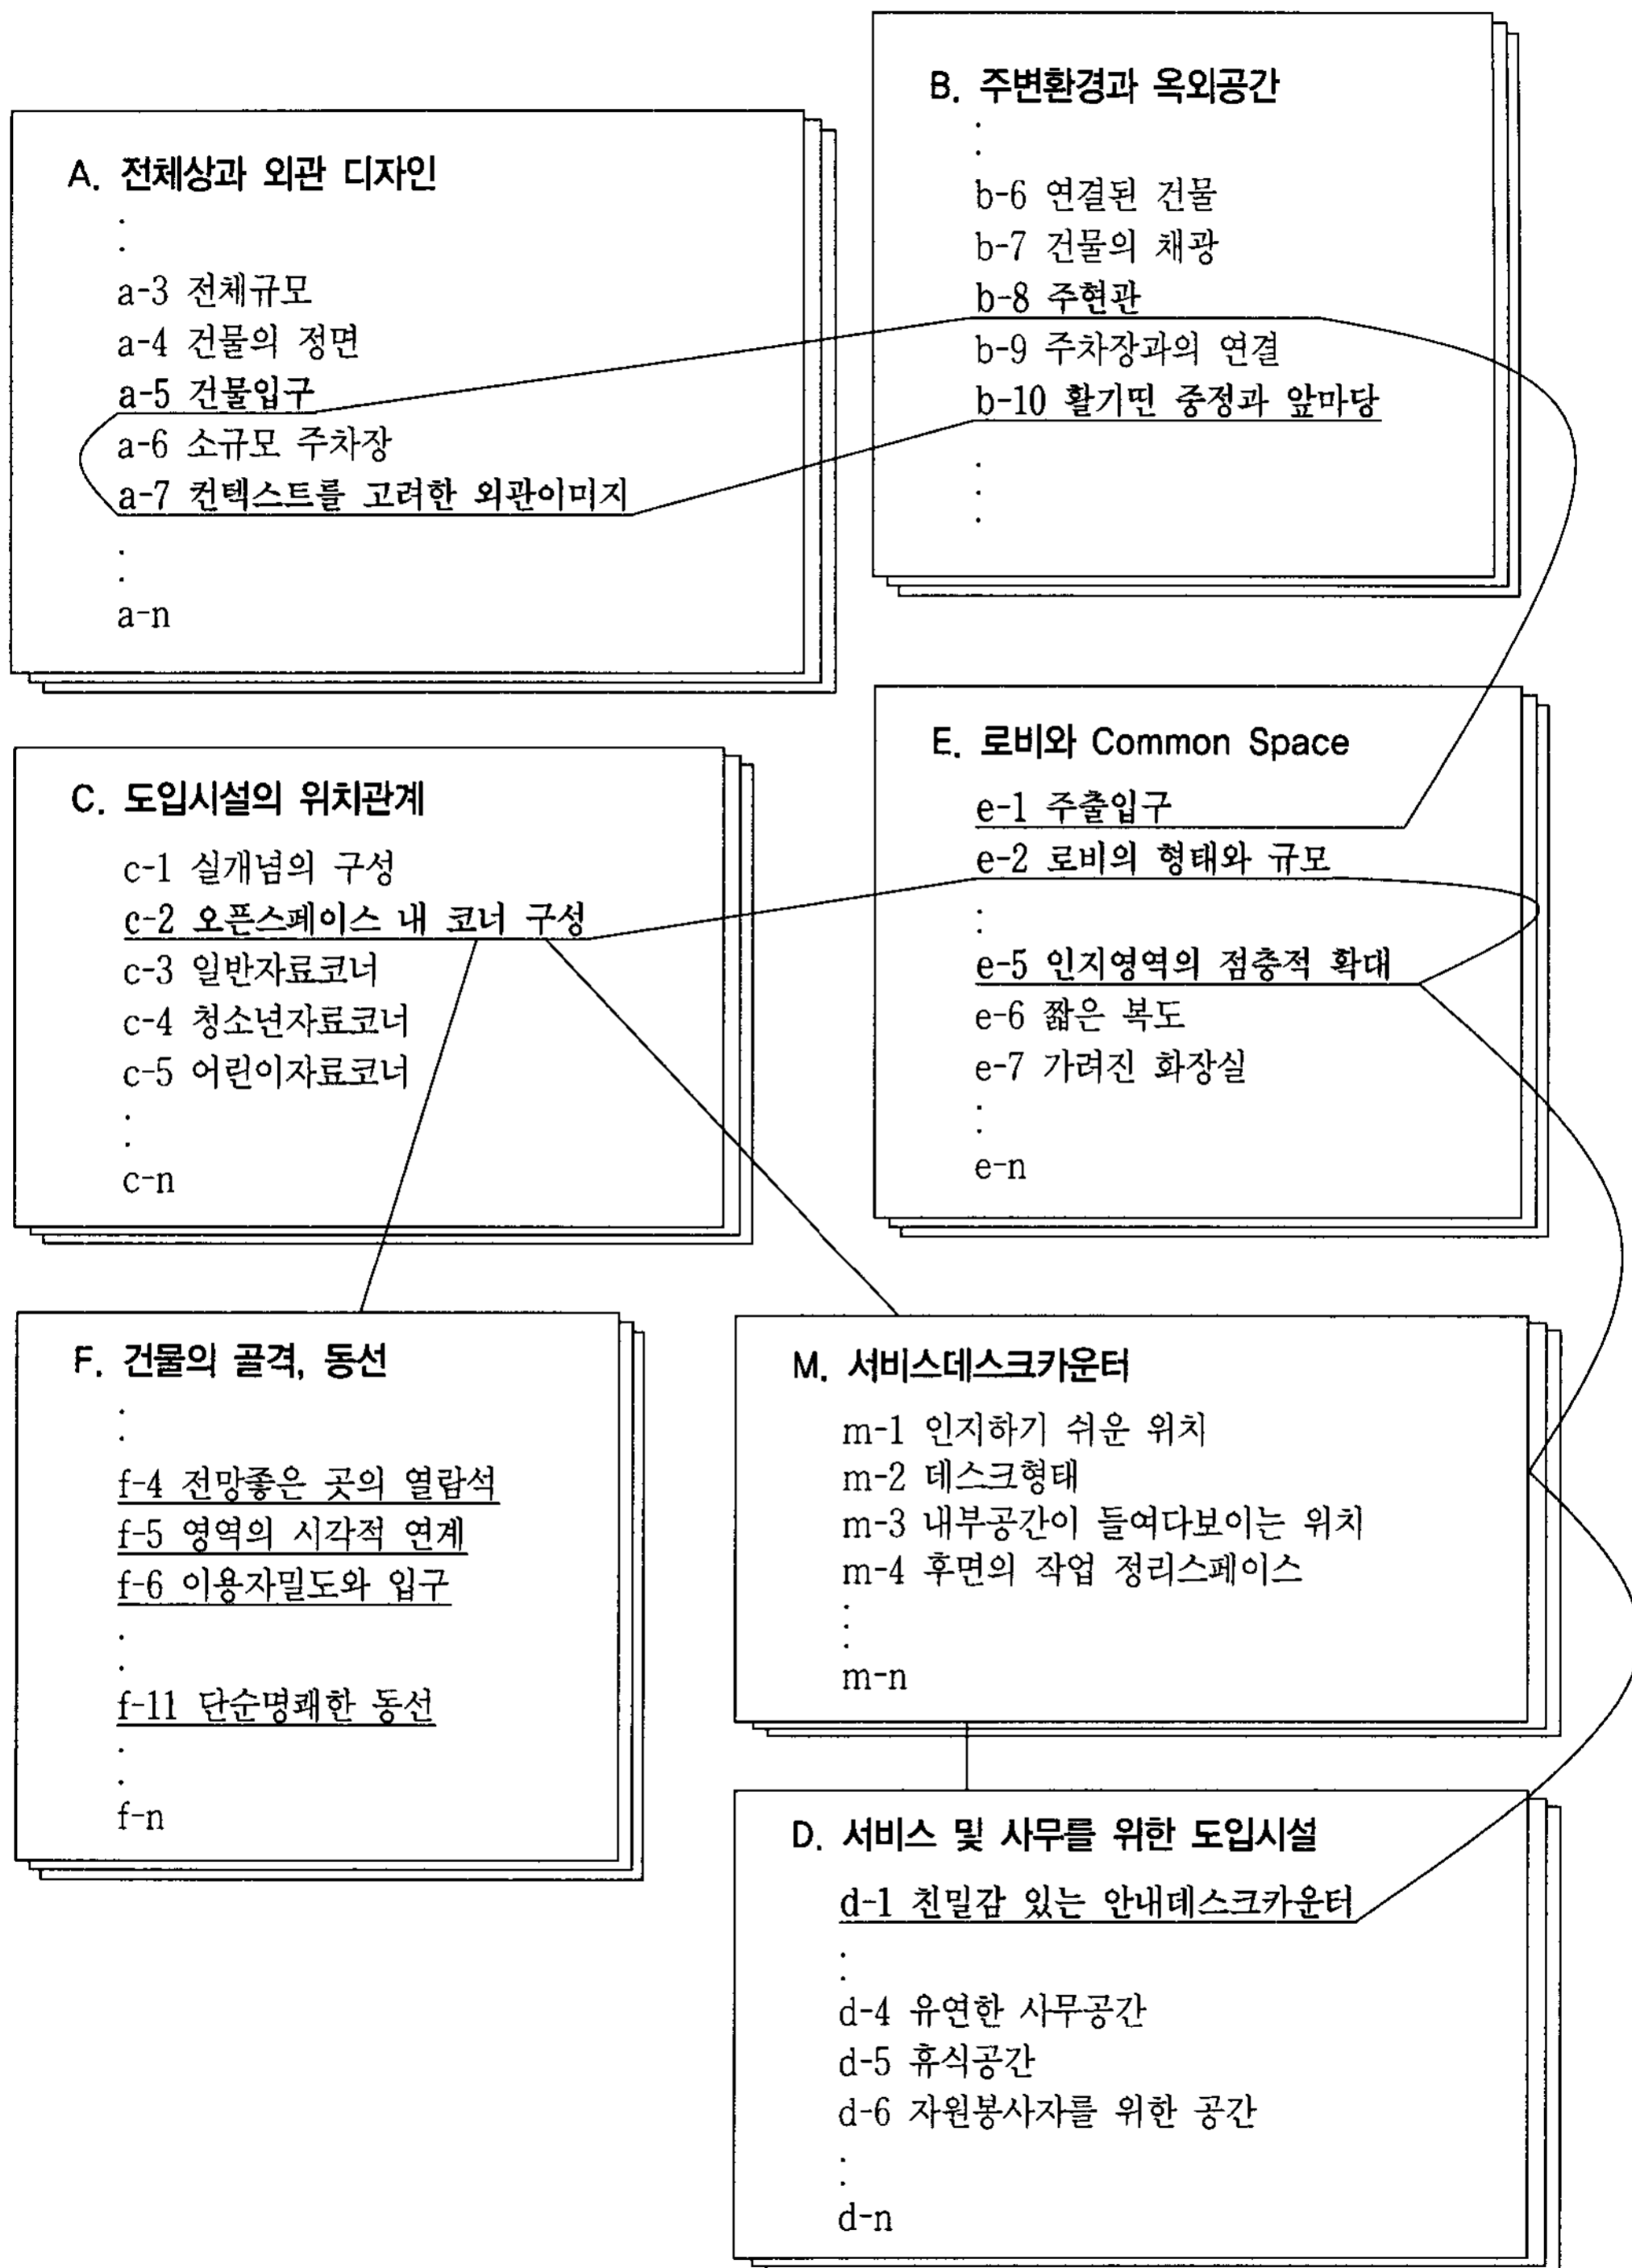 A. 전체상과 외관 디자인
.
.
a-3 전체규모
a-4 건물의 정면
a-5 건물입구
a-6 소규모 주차장
a-7 컨텍스트를 고려한 외관이미지
.
.
a-n
B. 주변환경과 옥외공간
.
.
b-6 연결된 건물
b-7 건물의 채광
b-8 주현관
b-9 주차장과의 연결
b-10 활기띤 중정과 앞마당
.
.
.
C. 도입시설의 위치관계
c-1 실개념의 구성
c-2 오픈스페이스 내 코너 구성
c-3 일반자료코너
c-4 청소년자료코너
c-5 어린이자료코너
.
.
c-n
E. 로비와 Common Space
e-1 주출입구
e-2 로비의 형태와 규모
.
.
e-5 인지영역의 점층적 확대
e-6 짧은 복도
e-7 가려진 화장실
.
.
e-n
F. 건물의 골격, 동선
.
.
f-4 전망좋은 곳의 열람석
f-5 영역의 시각적 연계
f-6 이용자밀도와 입구
.
.
f-11 단순명쾌한 동선
.
.
f-n
M. 서비스데스크카운터
m-1 인지하기 쉬운 위치
m-2 데스크형태
m-3 내부공간이 들여다보이는 위치
m-4 후면의 작업 정리스페이스
.
.
.
m-n
D. 서비스 및 사무를 위한 도입시설
d-1 친밀감 있는 안내데스크카운터
.
.
d-4 유연한 사무공간
d-5 휴식공간
d-6 자원봉사자를 위한 공간
.
.
d-n